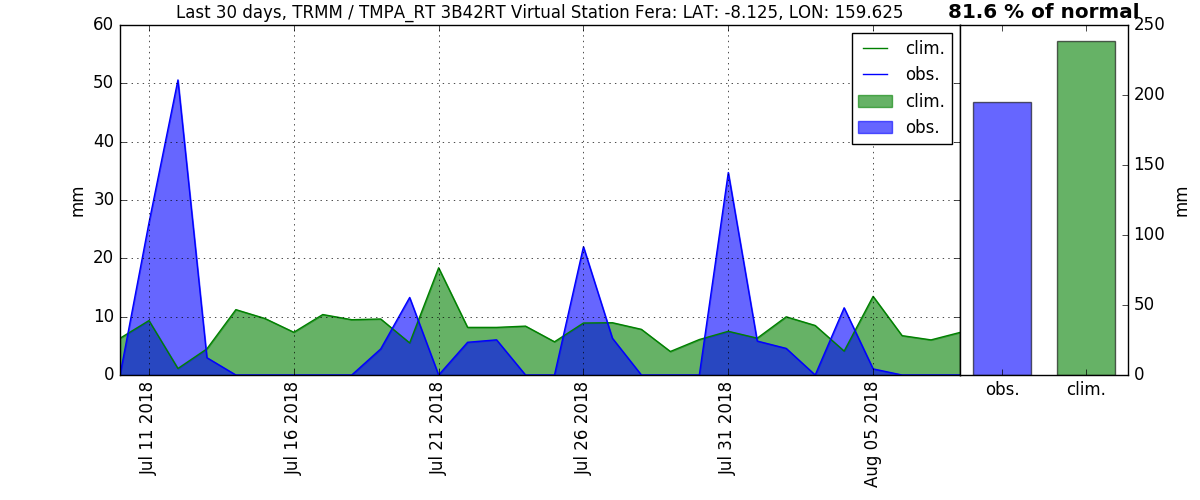 Last 30 days, TRMM / TMPA_RT 3B42RT Virtual Station Fera: LAT: -8.125, LON: 159.625
81.6 % of normal
60
50
40
30
20
10
0
mm
clim.
obs.
clim.
obs.
250
200
150
100
50
0
mm
Jul 11 2018
Jul 16 2018
Jul 21 2018
Jul 26 2018
Jul 31 2018
Aug 05 2018
obs.
clim.